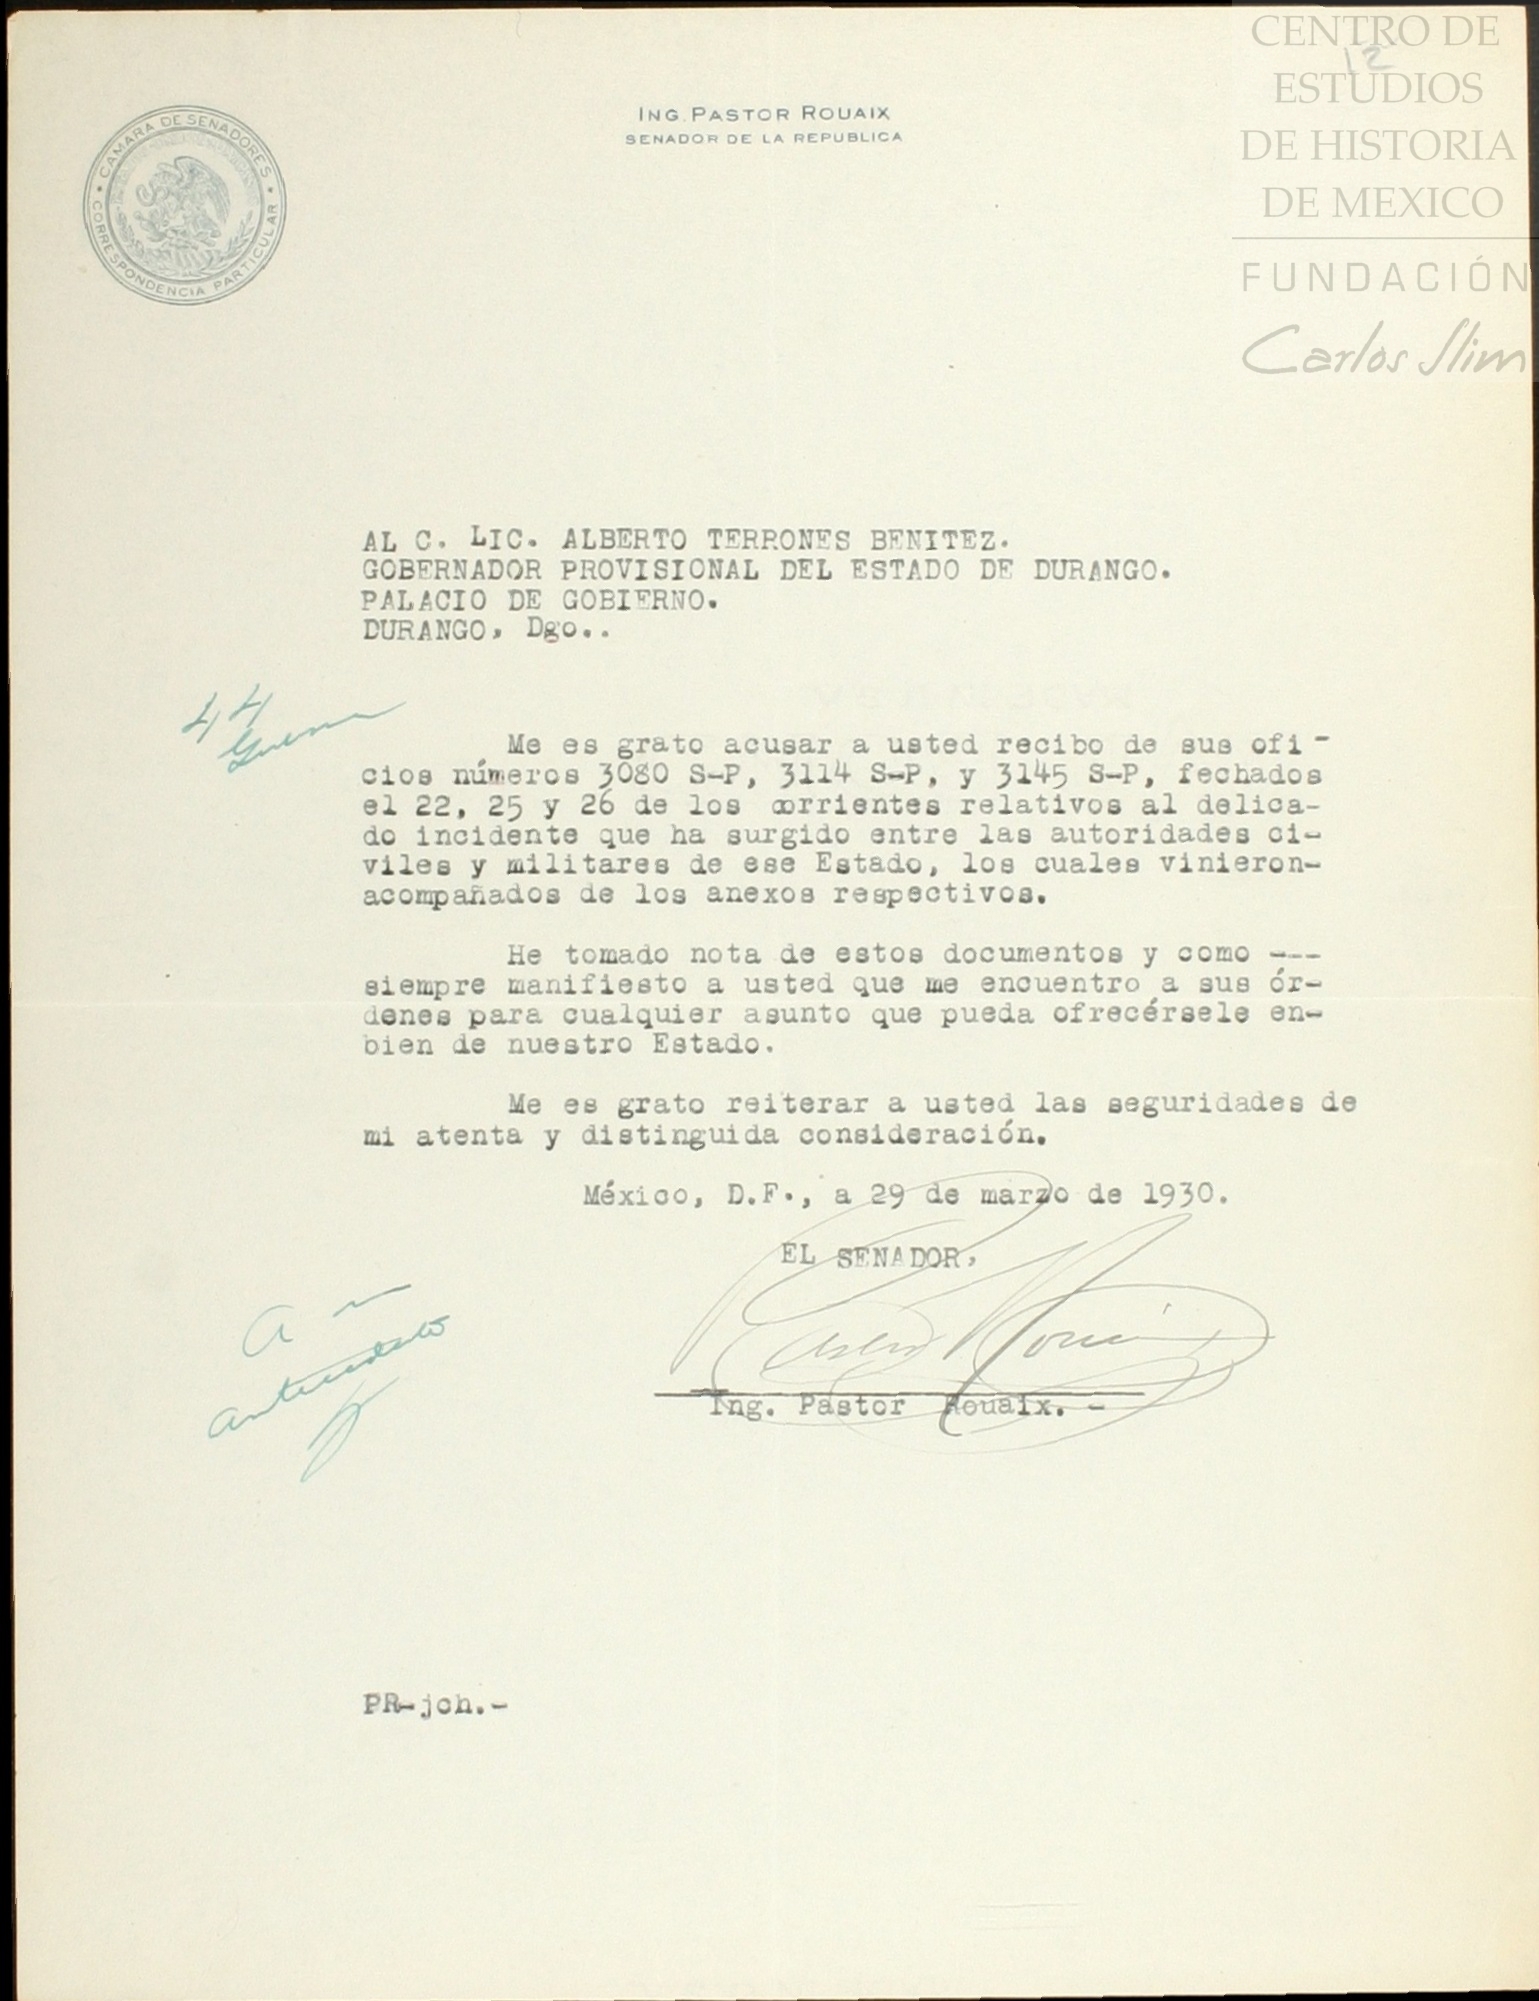 CENTRO DE
ESTUDIOS
DE HISTORIA
DE MEXICO
FUNDACIÓN
Carlos Slim
12
CAMARA DE SENADORES
CORRESPONDENCIA PARTICULAR
ING. PASTOR ROUAIX
SENADOR DE LA REPUBLICA
AL C. LIC. ALBERTO TERRONES BENITEZ.
GOBERNADOR PROVISIONAL DEL ESTADO DE DURANGO.
PALACIO DE GOBIERNO.
DURANGO, Dgo..
44
Guerra
Me es grato acusar a usted recibo de sus ofi-
cios números 3080 S-P, 3114 S-P, y 3145 S-P, fechados
el 22, 25 y 26 de los corrientes relativos al delica-
do incidente que ha surgido entre las autoridades ci-
viles y militares de ese Estado, los cuales vinieron-
acompañados de los anexos respectivos.
He tomado nota de estos documentos y como ---
siempre manifiesto a usted que me encuentro a sus ór-
denes para cualquier asunto que pueda ofrecérsele en-
bien de nuestro Estado.
Me es grato reiterar a usted las seguridades de
mi atenta y distinguida consideración.
México, D.F., a 29 de marzo de 1930.
EL SENADOR,
Pastor Rouaix
Ing. Pastor Rouaix. -
A
antecedentes
PR-jch.-